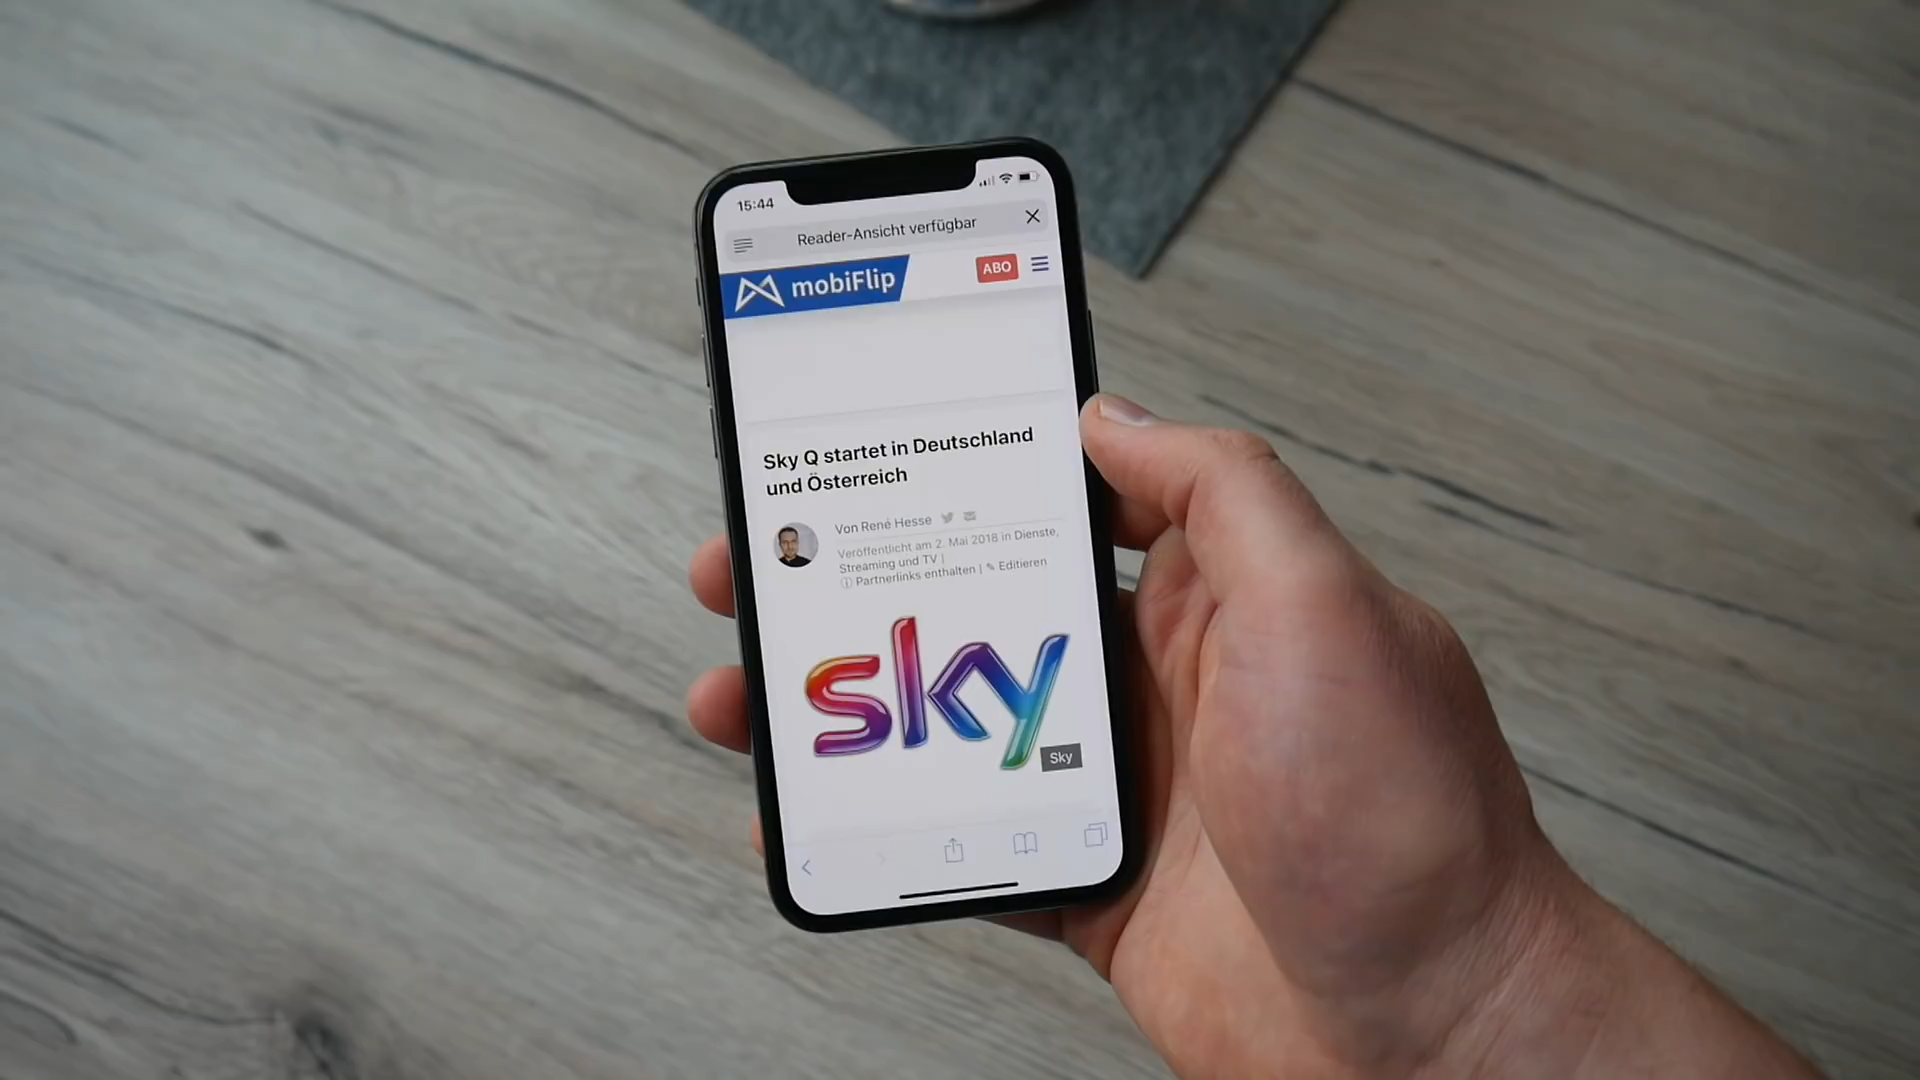 15:44
Reader-Ansicht verfügbar
mobiFlip
ABO
Sky Q startet in Deutschland
und Österreich
Von René Hesse
Veröffentlicht am 2. Mai 2018 in Dienste,
Streaming und TV |
ⓘ Partnerlinks enthalten | ✎ Editieren
sky
Sky